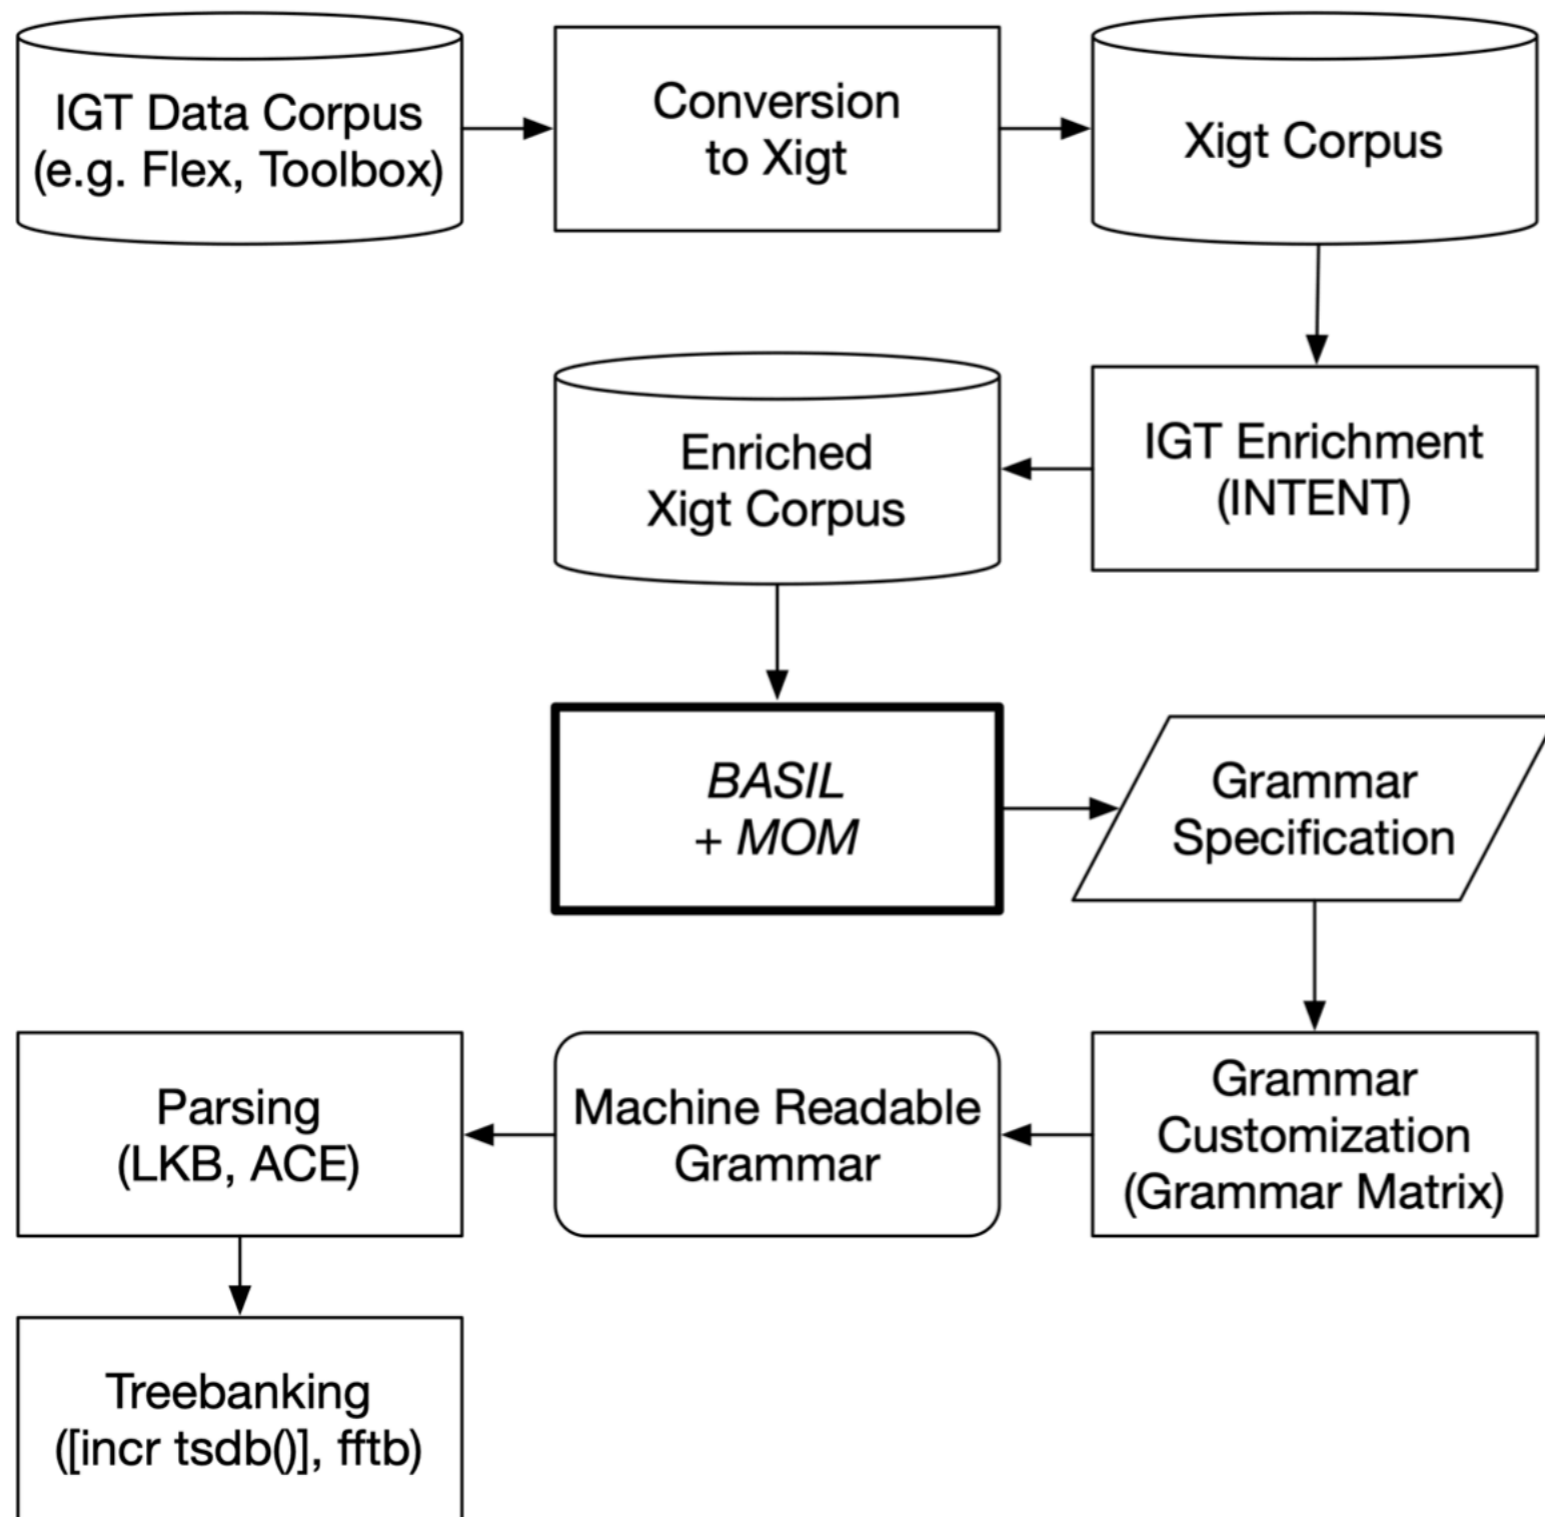 IGT Data Corpus
(e.g. Flex, Toolbox)
Conversion
to Xigt
Xigt Corpus
IGT Enrichment
(INTENT)
Enriched
Xigt Corpus
BASIL
+ MOM
Grammar
Specification
Grammar
Customization
(Grammar Matrix)
Machine Readable
Grammar
Parsing
(LKB, ACE)
Treebanking
([incr tsdb()], fftb)